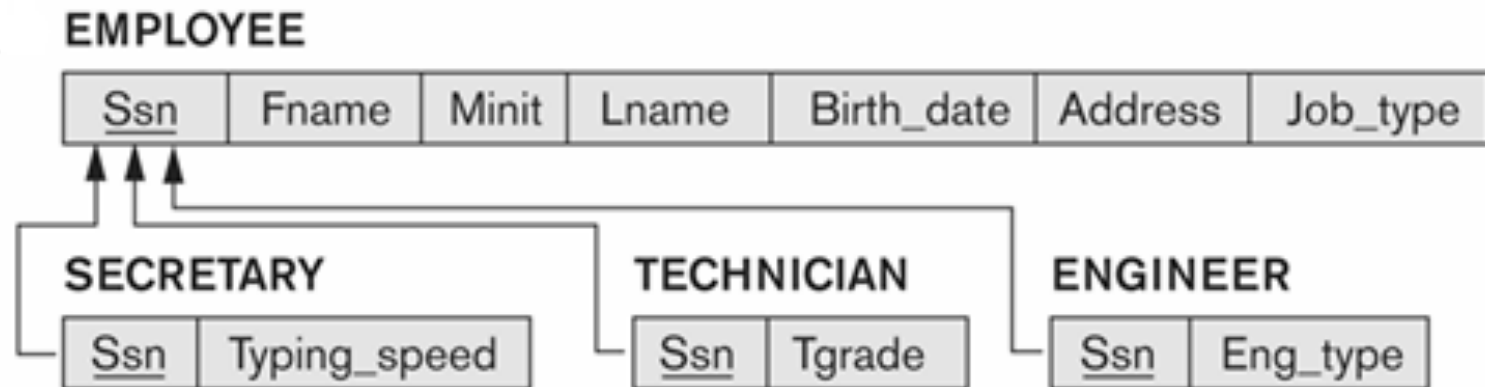 EMPLOYEE
Ssn Fname Minit Lname Birth_date Address Job_type
SECRETARY TECHNICIAN ENGINEER
Ssn Typing_speed Ssn Tgrade Ssn Eng_type